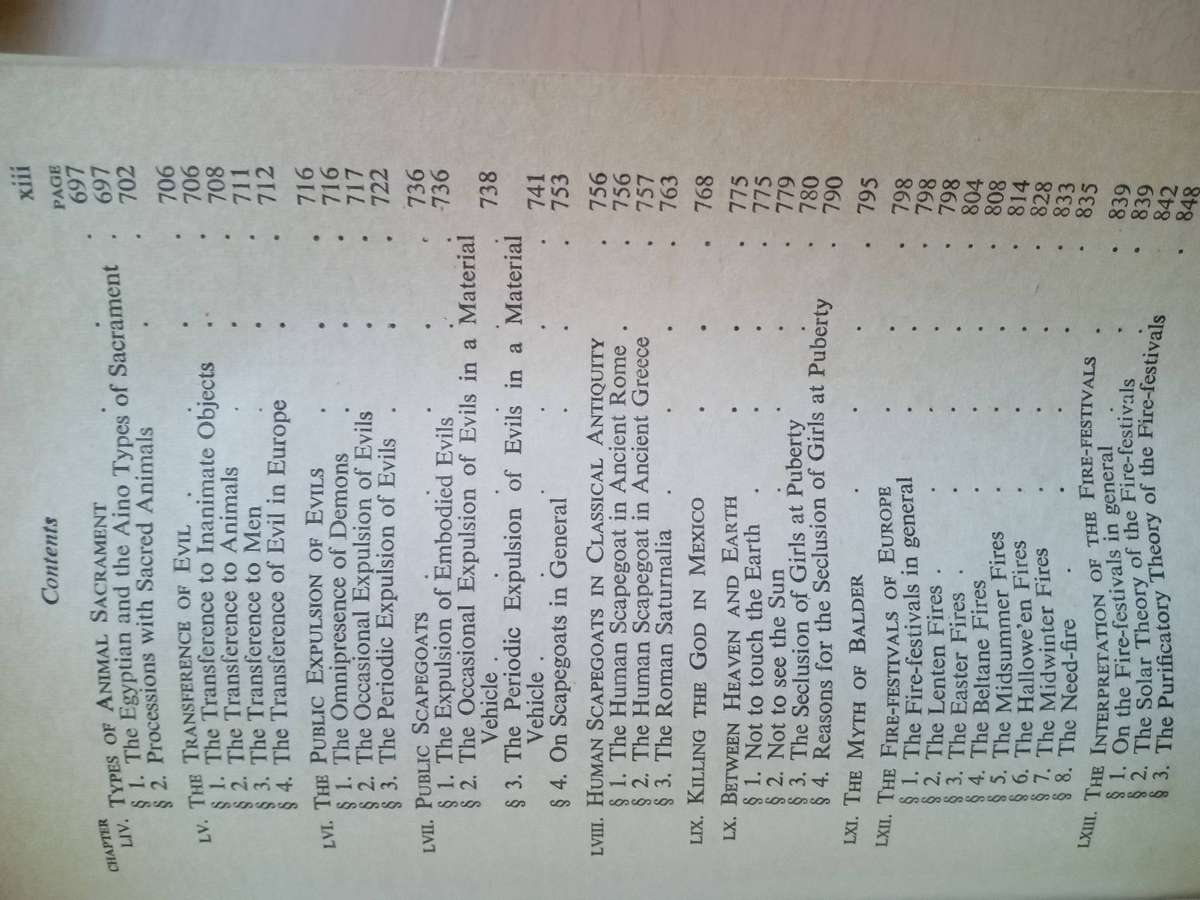 Contents xiii
CHAPTER PAGE
LIV. TYPES OF ANIMAL SACRAMENT . . . 697
§ 1. The Egyptian and the Aino Types of Sacrament . 697
§ 2. Processions with Sacred Animals . . 702
LV. THE TRANSFERENCE OF EVIL . . . 706
§ 1. The Transference to Inanimate Objects . . 706
§ 2. The Transference to Animals . . . 708
§ 3. The Transference to Men . . . 711
§ 4. The Transference of Evil in Europe . . 712
LVI. THE PUBLIC EXPULSION OF EVILS . . . 716
§ 1. The Omnipresence of Demons . . . 716
§ 2. The Occasional Expulsion of Evils . . 717
§ 3. The Periodic Expulsion of Evils . . . 722
LVII. PUBLIC SCAPEGOATS . . . . 736
§ 1. The Expulsion of Embodied Evils . . . 736
§ 2. The Occasional Expulsion of Evils in a Material
Vehicle . . . . . 738
§ 3. The Periodic Expulsion of Evils in a Material
Vehicle . . . . . 741
§ 4. On Scapegoats in General . . . . 753
LVIII. HUMAN SCAPEGOATS IN CLASSICAL ANTIQUITY . 756
§ 1. The Human Scapegoat in Ancient Rome . . 756
§ 2. The Human Scapegoat in Ancient Greece . 757
§ 3. The Roman Saturnalia . . . . 763
LIX. KILLING THE GOD IN MEXICO . . . 768
LX. BETWEEN HEAVEN AND EARTH . . . 775
§ 1. Not to touch the Earth . . . . 775
§ 2. Not to see the Sun . . . . 779
§ 3. The Seclusion of Girls at Puberty . . 780
§ 4. Reasons for the Seclusion of Girls at Puberty . 790
LXI. THE MYTH OF BALDER . . . . 795
LXII. THE FIRE-FESTIVALS OF EUROPE . . . 798
§ 1. The Fire-festivals in general . . . 798
§ 2. The Lenten Fires . . . . . 798
§ 3. The Easter Fires . . . . . 804
§ 4. The Beltane Fires . . . . 808
§ 5. The Midsummer Fires . . . . 814
§ 6. The Hallowe'en Fires . . . . 828
§ 7. The Midwinter Fires . . . . 833
§ 8. The Need-fire . . . . . 835
LXIII. THE INTERPRETATION OF THE FIRE-FESTIVALS . . 839
§ 1. On the Fire-festivals in general . . . 839
§ 2. The Solar Theory of the Fire-festivals . . 842
§ 3. The Purificatory Theory of the Fire-festivals . 848